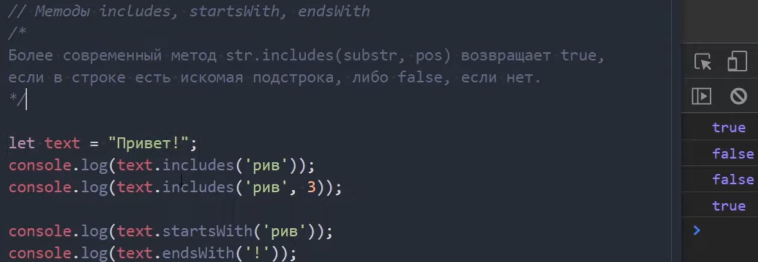 // Методы includes, startsWith, endsWith
/*
Более современный метод str.includes(substr, pos) возвращает true,
если в строке есть искомая подстрока, либо false, если нет.
*/
let text = "Привет!";
console.log(text.includes('рив'));
console.log(text.includes('рив', 3));
console.log(text.startsWith('рив'));
console.log(text.endsWith('!'));
true
false
false
true
>